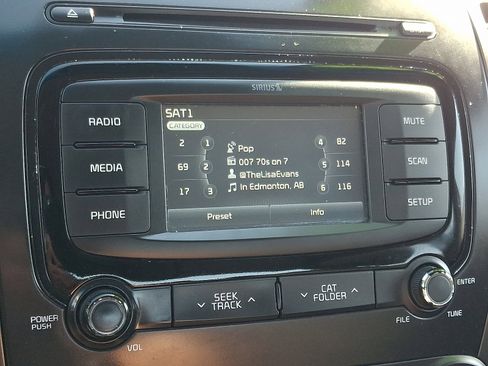 SIRIUS
SAT1
CATEGORY
2 1 Pop 4 82
69 2 007 70s on 7 5 114
@TheLisaEvans
17 3 In Edmonton, AB 6 116
Preset Info
RADIO
MEDIA
PHONE
MUTE
SCAN
SETUP
POWER
PUSH
VOL
SEEK
TRACK
CAT
FOLDER
ENTER
FILE TUNE